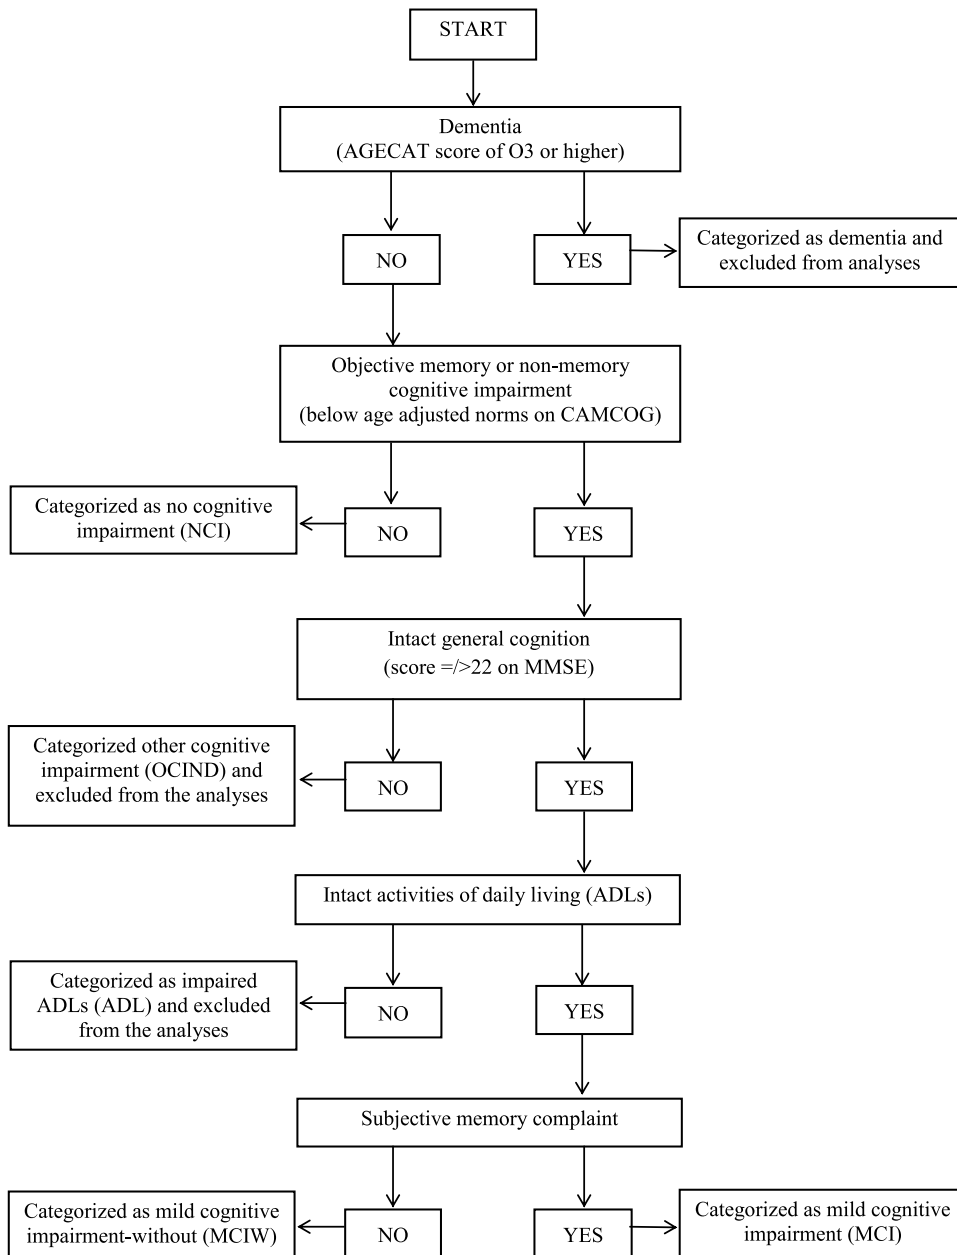 START
Dementia
(AGECAT score of O3 or higher)
NO
YES
Categorized as dementia and
excluded from analyses
Objective memory or non-memory
cognitive impairment
(below age adjusted norms on CAMCOG)
Categorized as no cognitive
impairment (NCI)
NO
YES
Intact general cognition
(score =/>22 on MMSE)
Categorized other cognitive
impairment (OCIND) and
excluded from the analyses
NO
YES
Intact activities of daily living (ADLs)
Categorized as impaired
ADLs (ADL) and excluded
from the analyses
NO
YES
Subjective memory complaint
Categorized as mild cognitive
impairment-without (MCIW)
NO
YES
Categorized as mild cognitive
impairment (MCI)